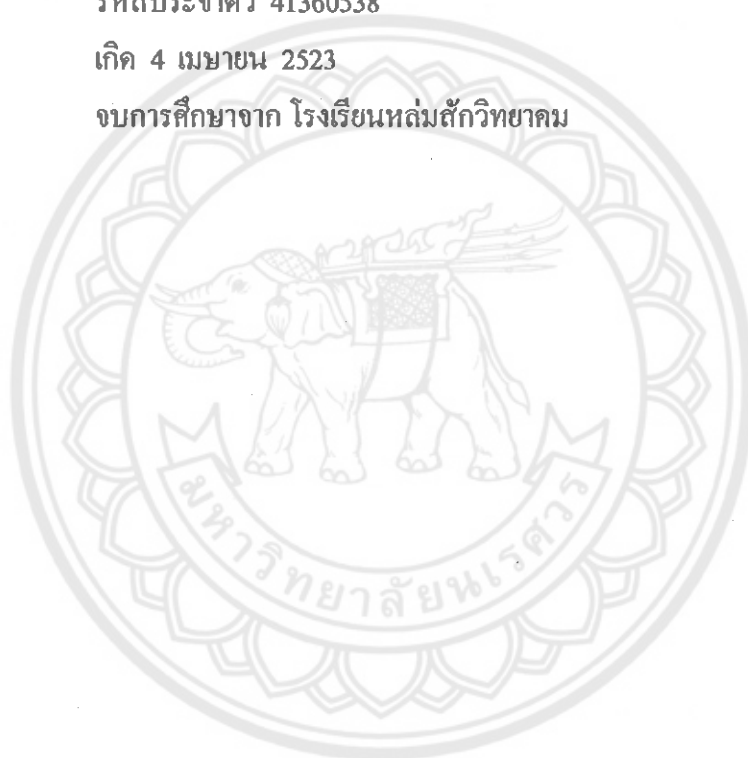 รหัสประจำตัว 41360538
เกิด 4 เมษายน 2523
จบการศึกษาจาก โรงเรียนหล่มสักวิทยาคม
มหาวิทยาลัยนเรศวร